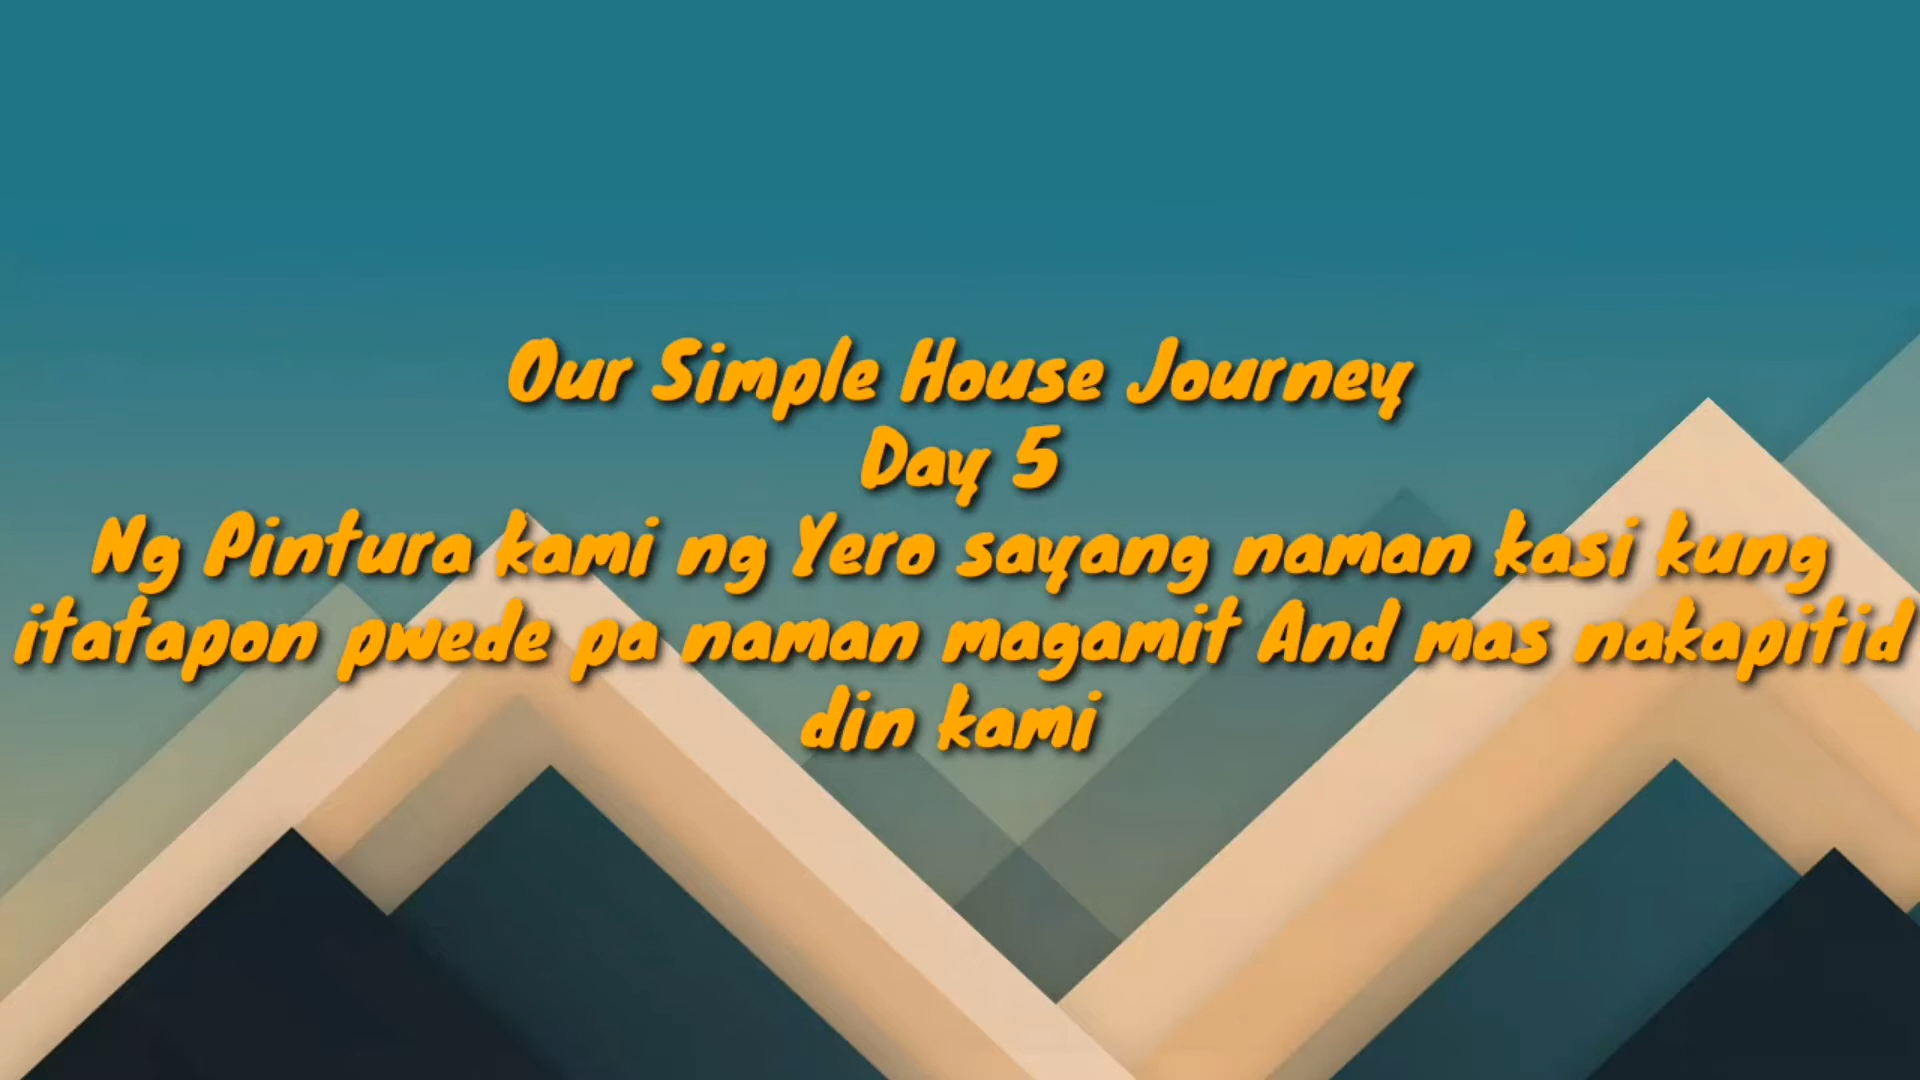 Our Simple House Journey
Day 5
Ng Pintura kami ng Yero sayang naman kasi kung
itatapon pwede pa naman magamit And mas nakapitid
din kami